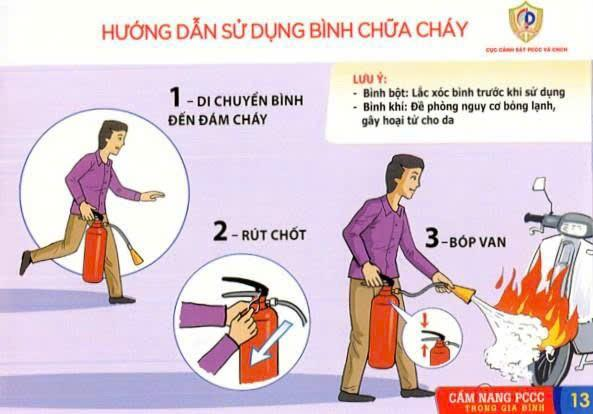 HƯỚNG DẪN SỬ DỤNG BÌNH CHỮA CHÁY
CỤC CẢNH SÁT PCCC VÀ CNCH
LƯU Ý:
- Bình bột: Lắc xóc bình trước khi sử dụng
- Bình khí: Đề phòng nguy cơ bỏng lạnh,
gây hoại tử cho da
1 – DI CHUYỂN BÌNH
ĐẾN ĐÁM CHÁY
2 – RÚT CHỐT
3 – BÓP VAN
CẨM NANG PCCC
TRONG GIA ĐÌNH
13